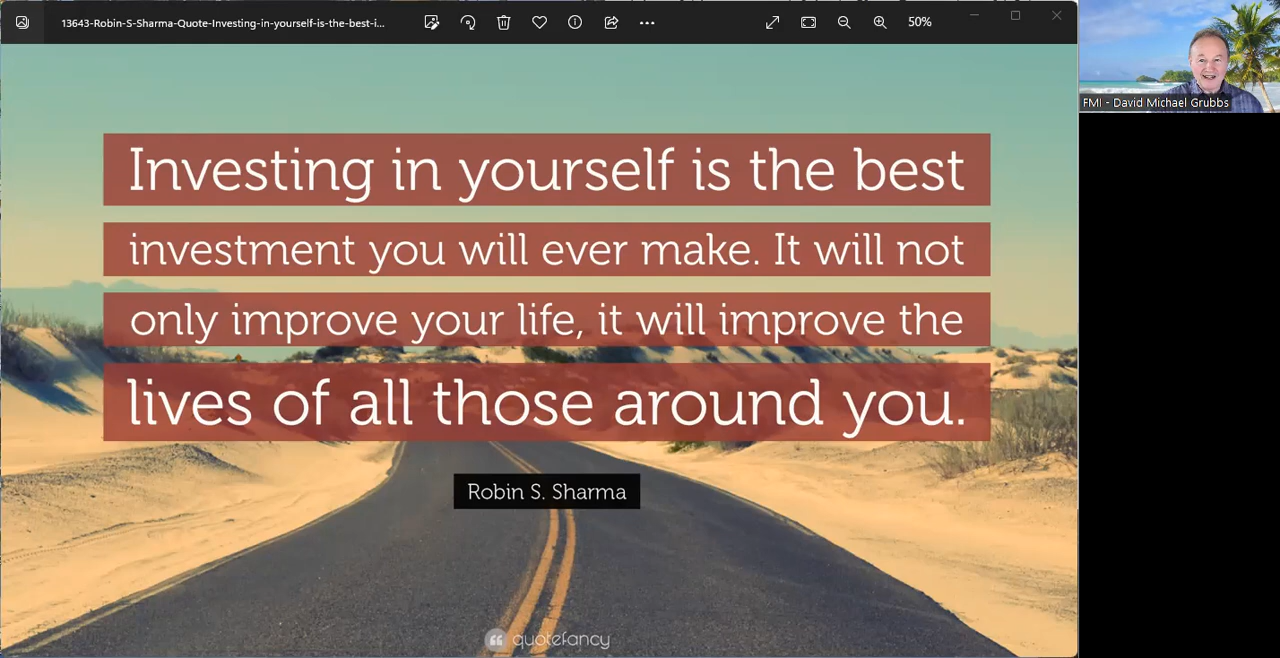 13643-Robin-S-Sharma-Quote-Investing-in-yourself-is-the-best-i...
50%
FMI - David Michael Grubbs
Investing in yourself is the best
investment you will ever make. It will not
only improve your life, it will improve the
lives of all those around you.
Robin S. Sharma
quotefancy